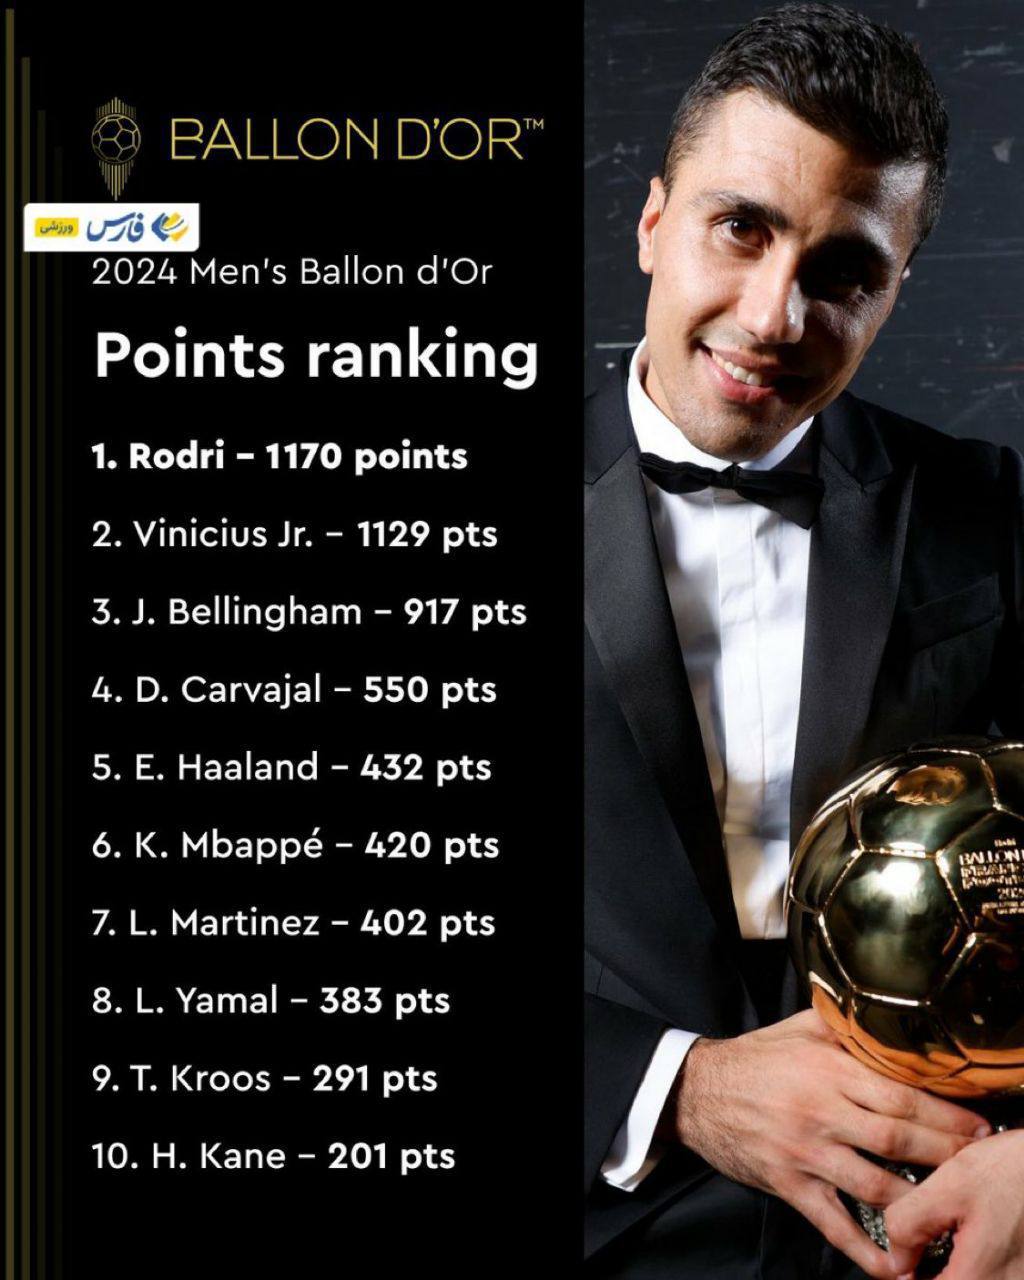 BALLON D'OR™
فارس ورزشی
2024 Men's Ballon d'Or
Points ranking
1. Rodri – 1170 points
2. Vinicius Jr. – 1129 pts
3. J. Bellingham – 917 pts
4. D. Carvajal – 550 pts
5. E. Haaland – 432 pts
6. K. Mbappé – 420 pts
7. L. Martinez – 402 pts
8. L. Yamal – 383 pts
9. T. Kroos – 291 pts
10. H. Kane – 201 pts
Rodri
BALLON